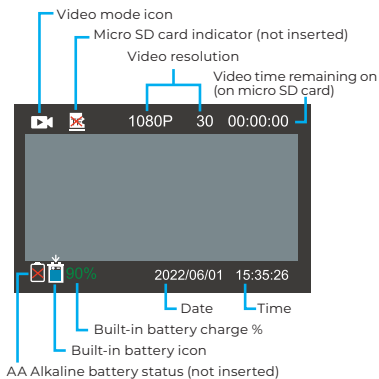 Video mode icon
Micro SD card indicator (not inserted)
Video resolution
Video time remaining on
(on micro SD card)
1080P 30 00:00:00
90% 2022/06/01 15:35:26
Date Time
Built-in battery charge %
Built-in battery icon
AA Alkaline battery status (not inserted)